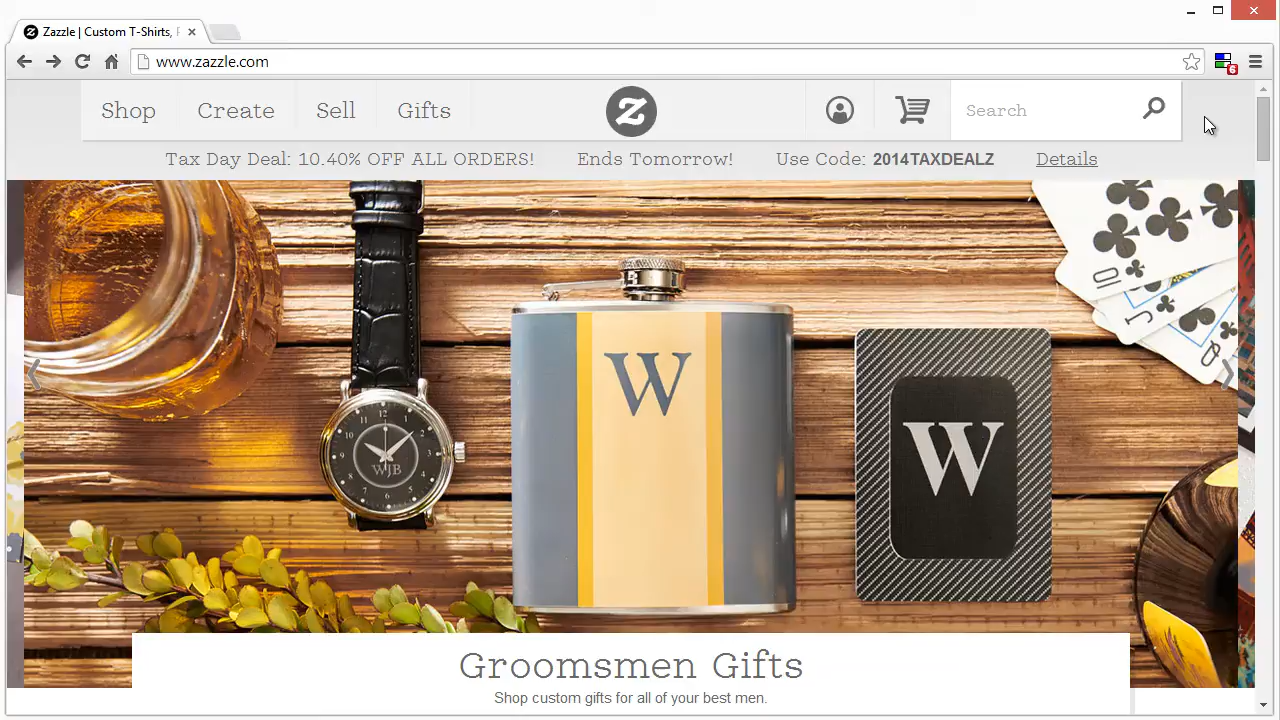 Zazzle | Custom T-Shirts,
www.zazzle.com
6
Shop Create Sell Gifts Search
Tax Day Deal: 10.40% OFF ALL ORDERS! Ends Tomorrow! Use Code: 2014TAXDEALZ Details
W
W
WJB
Groomsmen Gifts
Shop custom gifts for all of your best men.